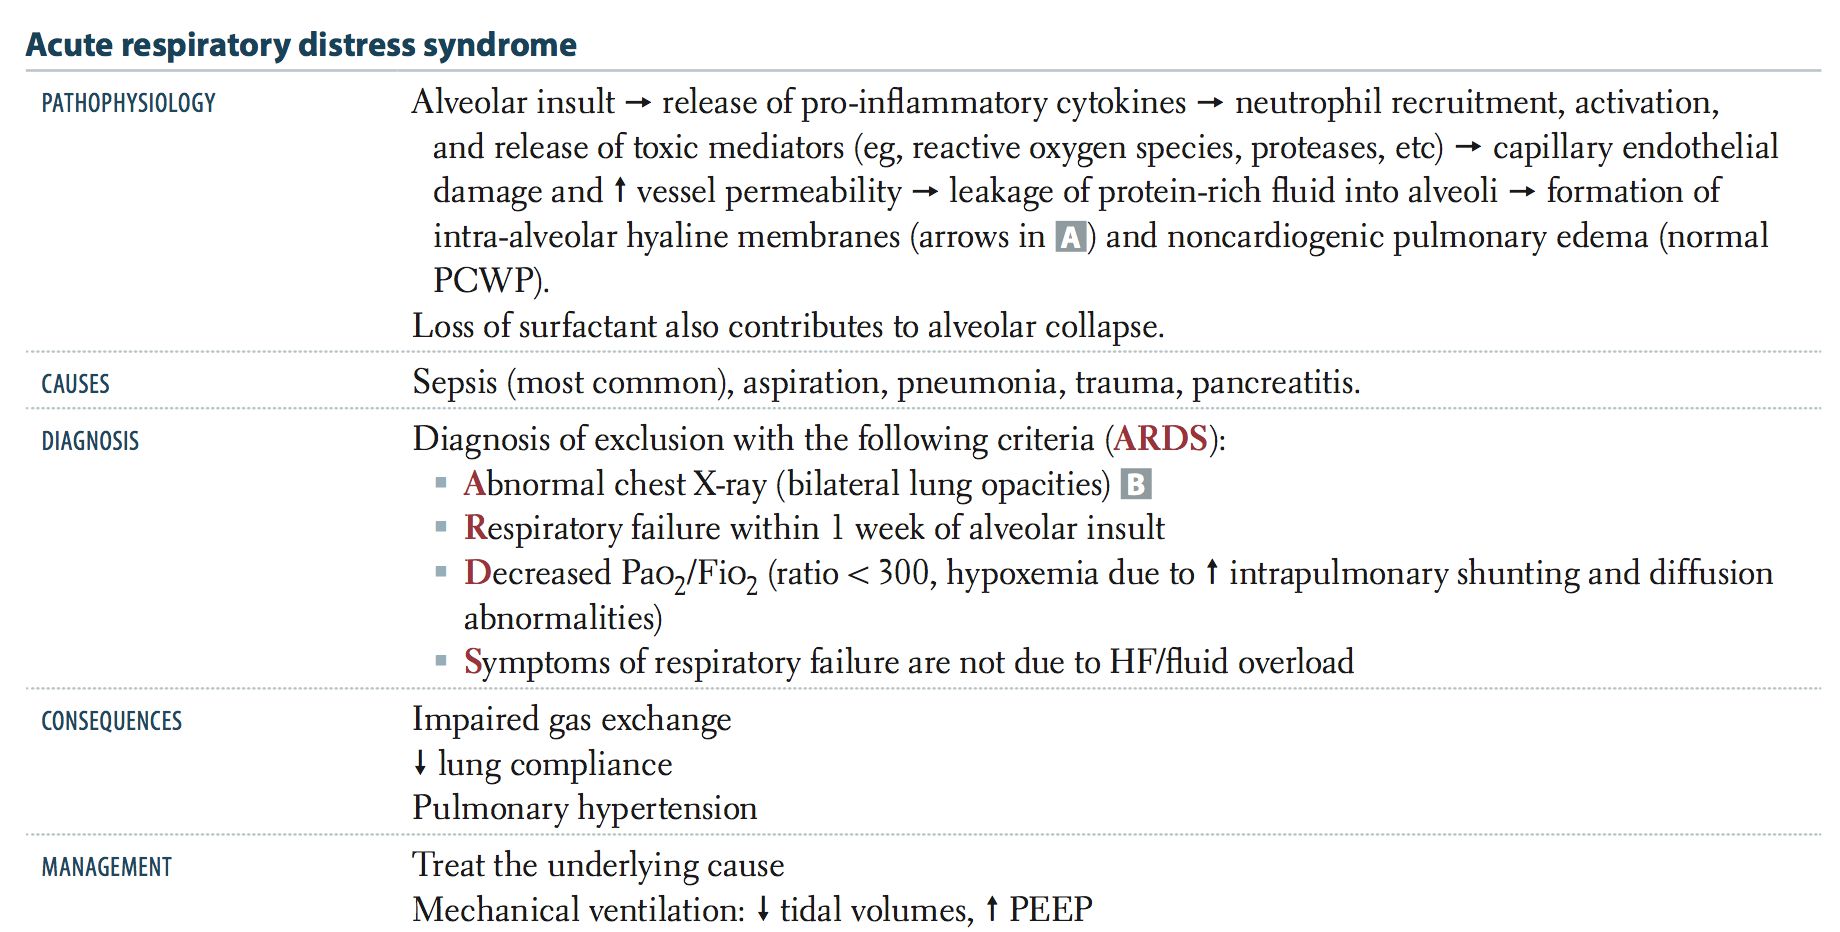 Acute respiratory distress syndrome
PATHOPHYSIOLOGY
Alveolar insult → release of pro-inflammatory cytokines → neutrophil recruitment, activation,
and release of toxic mediators (eg, reactive oxygen species, proteases, etc) → capillary endothelial
damage and ↑ vessel permeability → leakage of protein-rich fluid into alveoli → formation of
intra-alveolar hyaline membranes (arrows in A) and noncardiogenic pulmonary edema (normal
PCWP).
Loss of surfactant also contributes to alveolar collapse.
CAUSES
Sepsis (most common), aspiration, pneumonia, trauma, pancreatitis.
DIAGNOSIS
Diagnosis of exclusion with the following criteria (ARDS):
▪ Abnormal chest X-ray (bilateral lung opacities) B
▪ Respiratory failure within 1 week of alveolar insult
▪ Decreased Pao₂/Fio₂ (ratio < 300, hypoxemia due to ↑ intrapulmonary shunting and diffusion
abnormalities)
▪ Symptoms of respiratory failure are not due to HF/fluid overload
CONSEQUENCES
Impaired gas exchange
↓ lung compliance
Pulmonary hypertension
MANAGEMENT
Treat the underlying cause
Mechanical ventilation: ↓ tidal volumes, ↑ PEEP